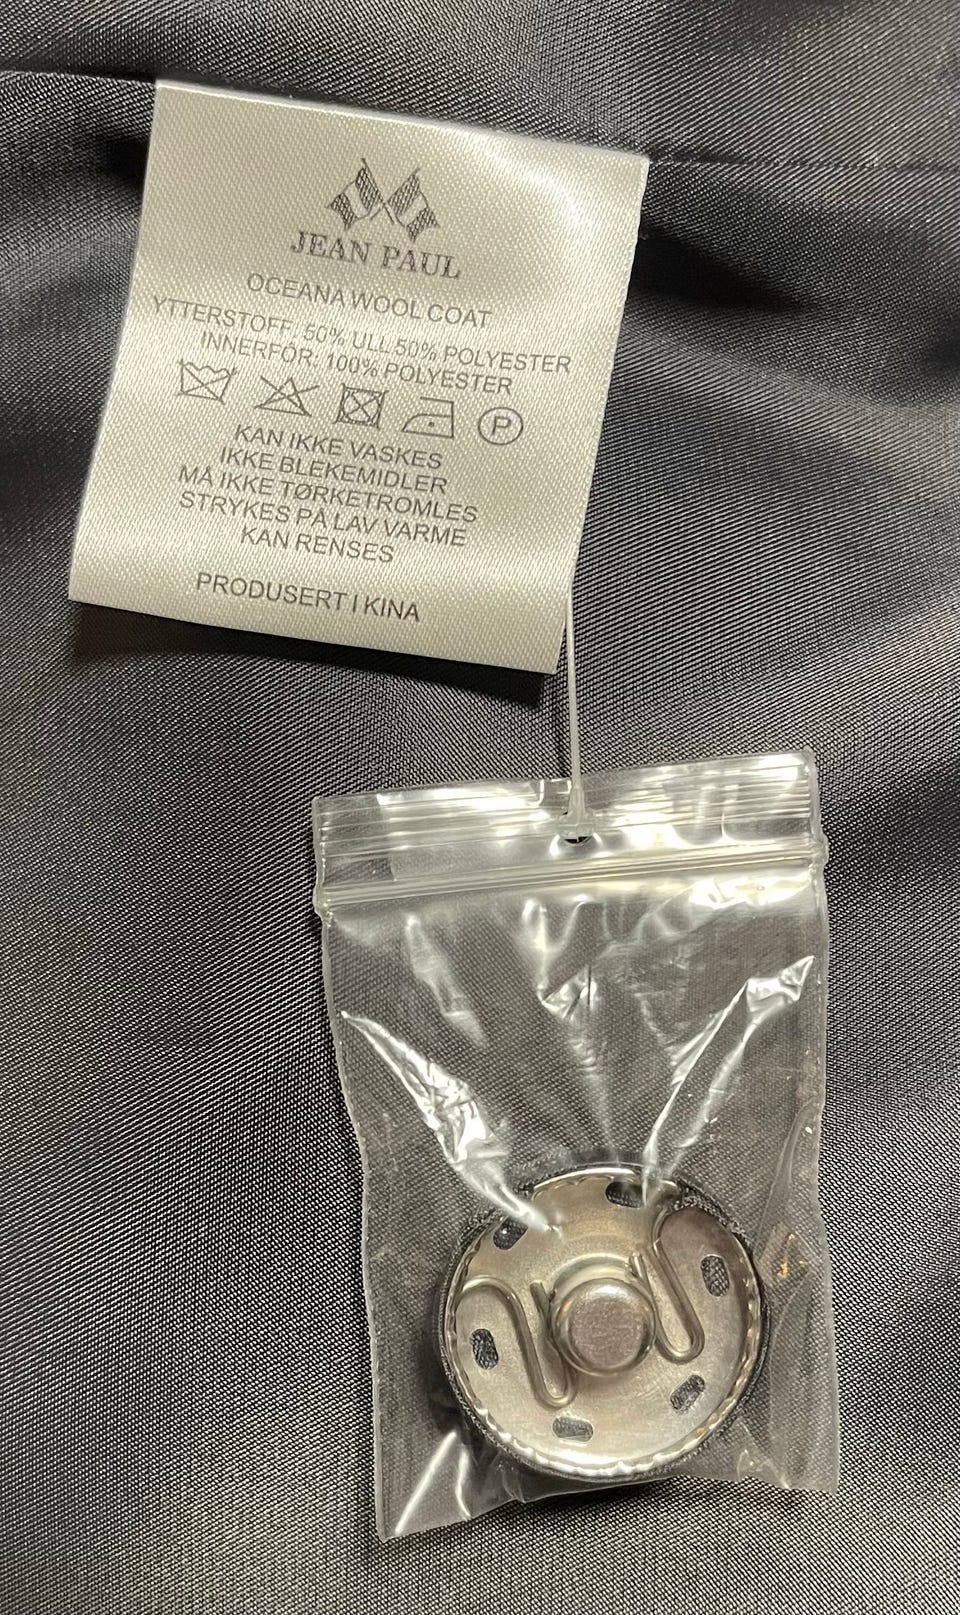 JEAN PAUL
OCEANA WOOL COAT
YTTERSTOFF: 50% ULL 50% POLYESTER
INNERFÓR: 100% POLYESTER
P
KAN IKKE VASKES
IKKE BLEKEMIDLER
MÅ IKKE TØRKETROMLES
STRYKES PÅ LAV VARME
KAN RENSES
PRODUSERT I KINA